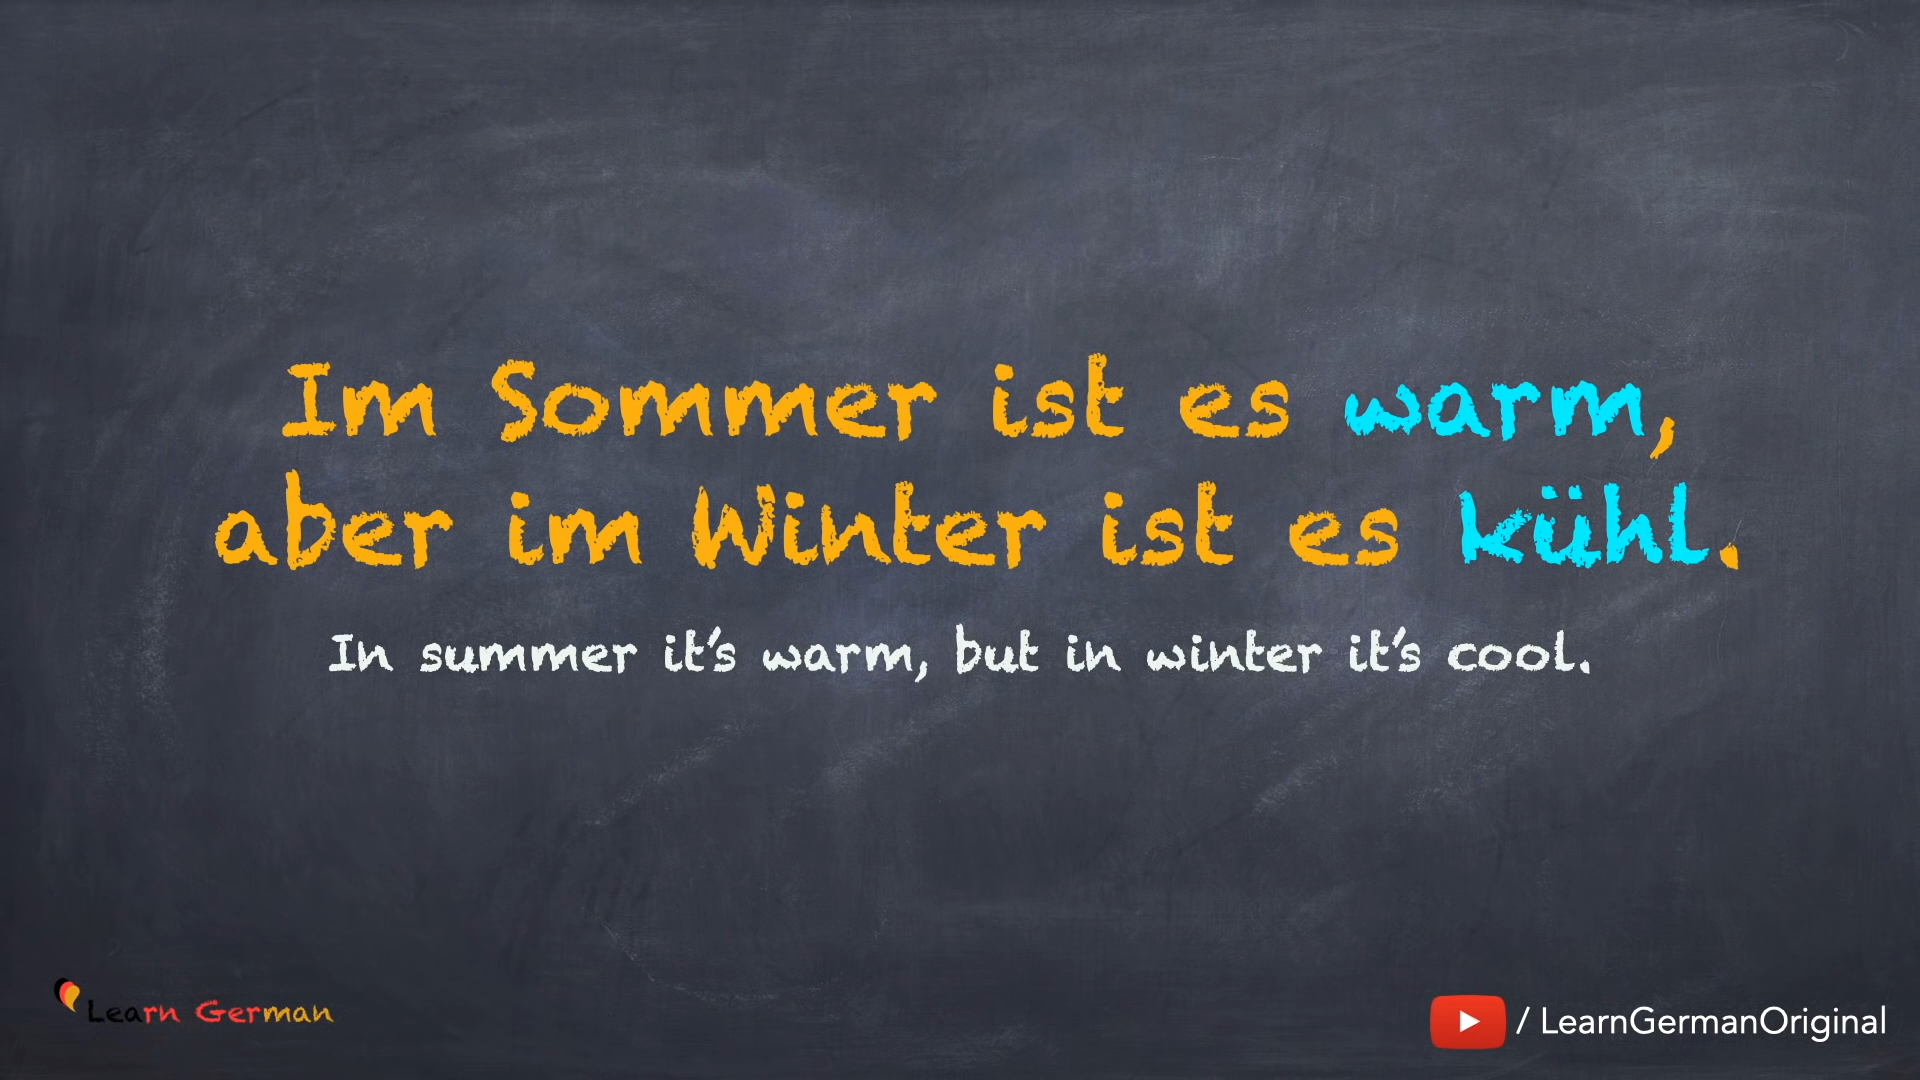 Im Sommer ist es warm,
aber im Winter ist es kühl.
In summer it's warm, but in winter it's cool.
Learn German
/ LearnGermanOriginal